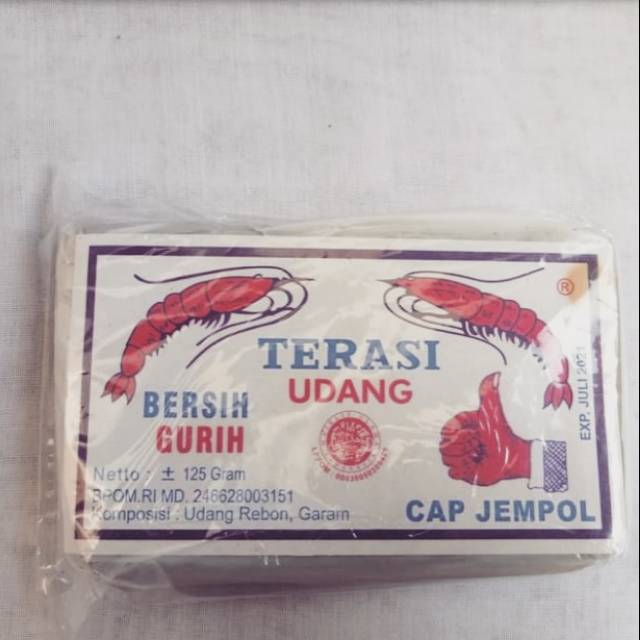 ®
TERASI
UDANG
BERSIH
GURIH
Netto : ± 125 Gram
BPOM.RI MD. 246628003151
Komposisi : Udang Rebon, Garam
CAP JEMPOL
EXP. JULI 2021